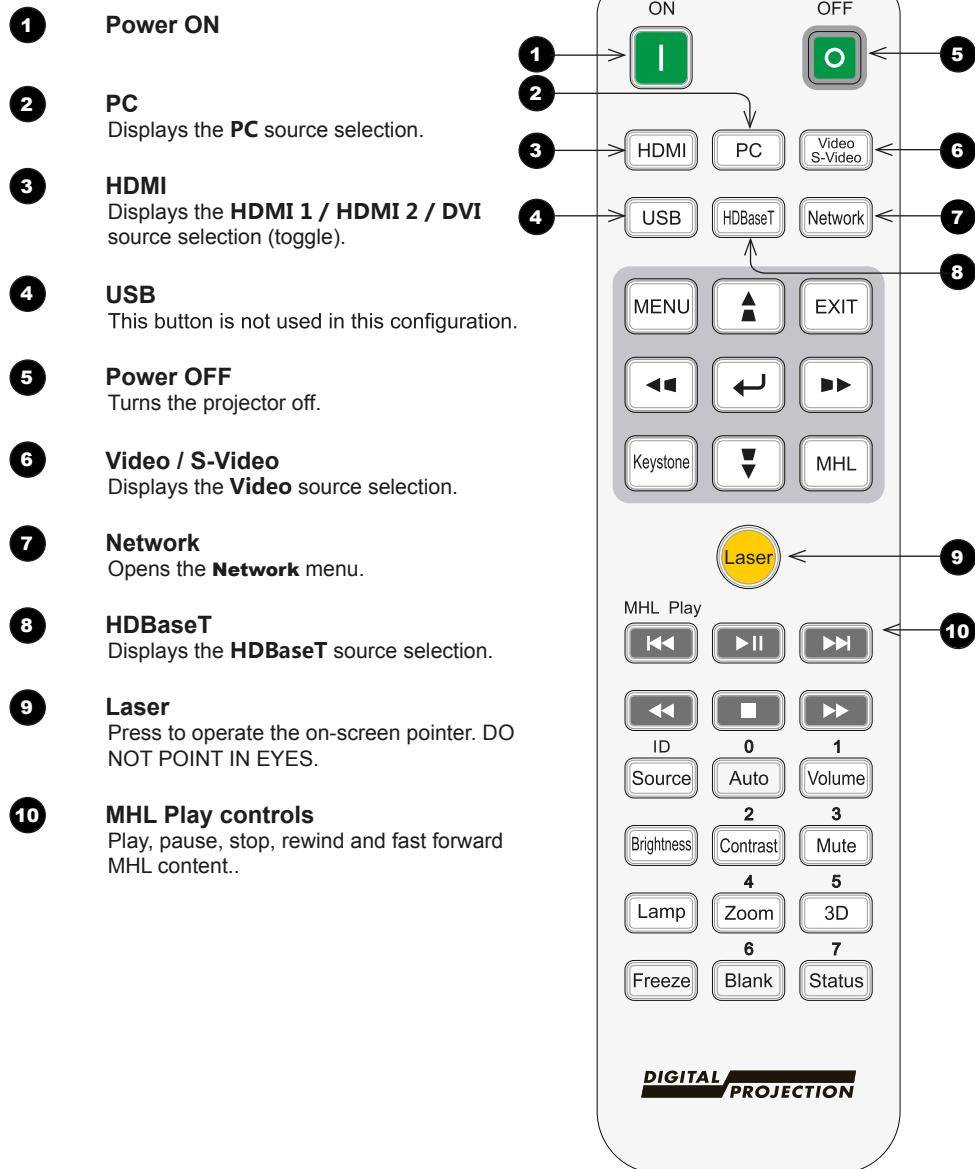 1 Power ON
2 PC
Displays the PC source selection.
3 HDMI
Displays the HDMI 1 / HDMI 2 / DVI
source selection (toggle).
4 USB
This button is not used in this configuration.
5 Power OFF
Turns the projector off.
6 Video / S-Video
Displays the Video source selection.
7 Network
Opens the Network menu.
8 HDBaseT
Displays the HDBaseT source selection.
9 Laser
Press to operate the on-screen pointer. DO
NOT POINT IN EYES.
10 MHL Play controls
Play, pause, stop, rewind and fast forward
MHL content..
ON OFF
1 5
2
3 HDMI PC Video
S-Video 6
4 USB HDBaseT Network 7
8
MENU EXIT
Keystone MHL
Laser 9
MHL Play
10
ID 0 1
Source Auto Volume
2 3
Brightness Contrast Mute
4 5
Lamp Zoom 3D
6 7
Freeze Blank Status
DIGITAL
PROJECTION